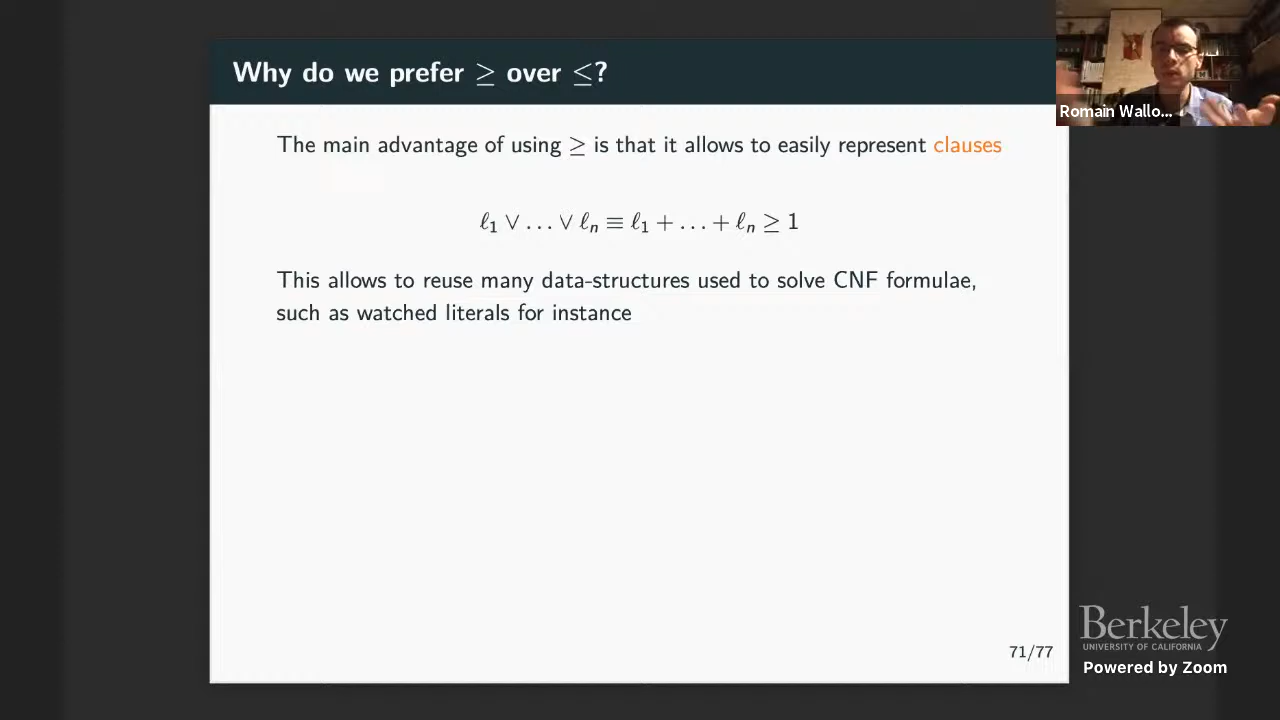 Why do we prefer ≥ over ≤?
Romain Wallo...
The main advantage of using ≥ is that it allows to easily represent clauses
ℓ1 ∨ ... ∨ ℓn ≡ ℓ1 + ... + ℓn ≥ 1
This allows to reuse many data-structures used to solve CNF formulae,
such as watched literals for instance
71/77
Berkeley
UNIVERSITY OF CALIFORNIA
Powered by Zoom